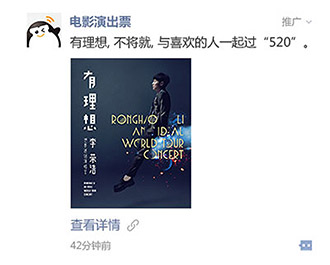 电影演出票
推广
有理想, 不将就, 与喜欢的人一起过“520”。
有理想
李荣浩
RONGHAO LI
AN IDEAL
WORLD TOUR
CONCERT
查看详情
42分钟前